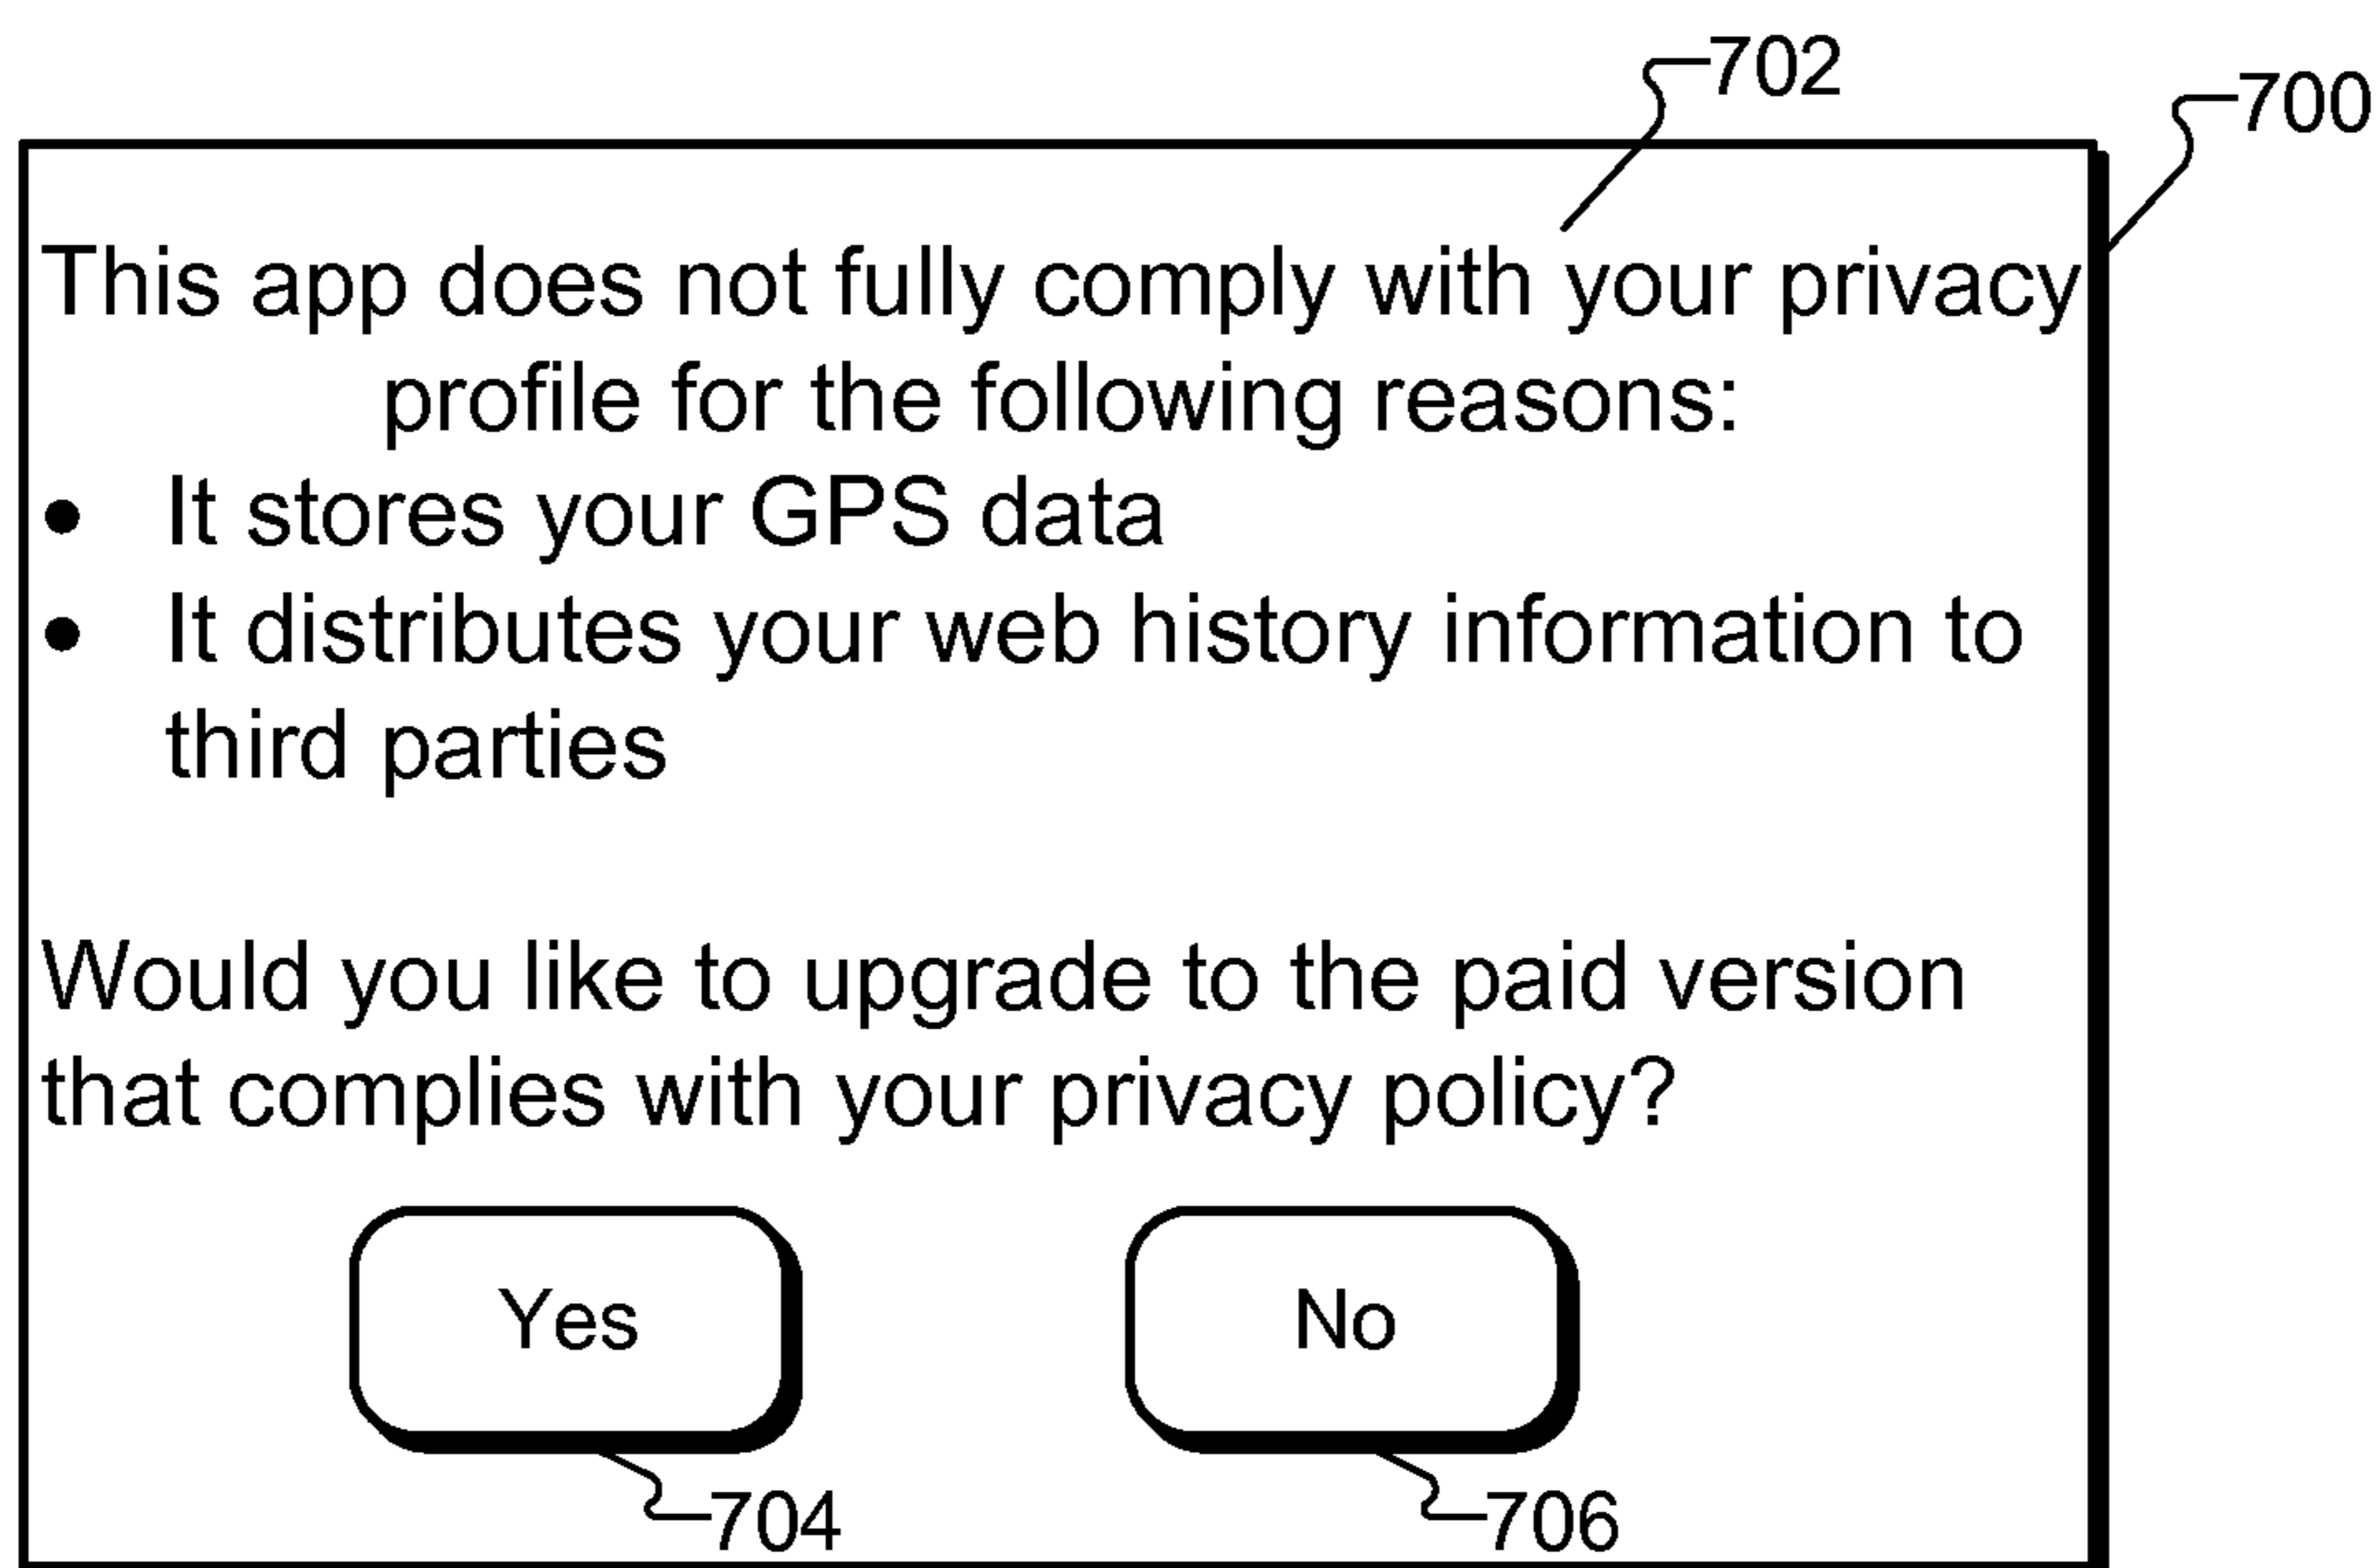 702
700
This app does not fully comply with your privacy
profile for the following reasons:
• It stores your GPS data
• It distributes your web history information to
third parties
Would you like to upgrade to the paid version
that complies with your privacy policy?
Yes
No
704
706